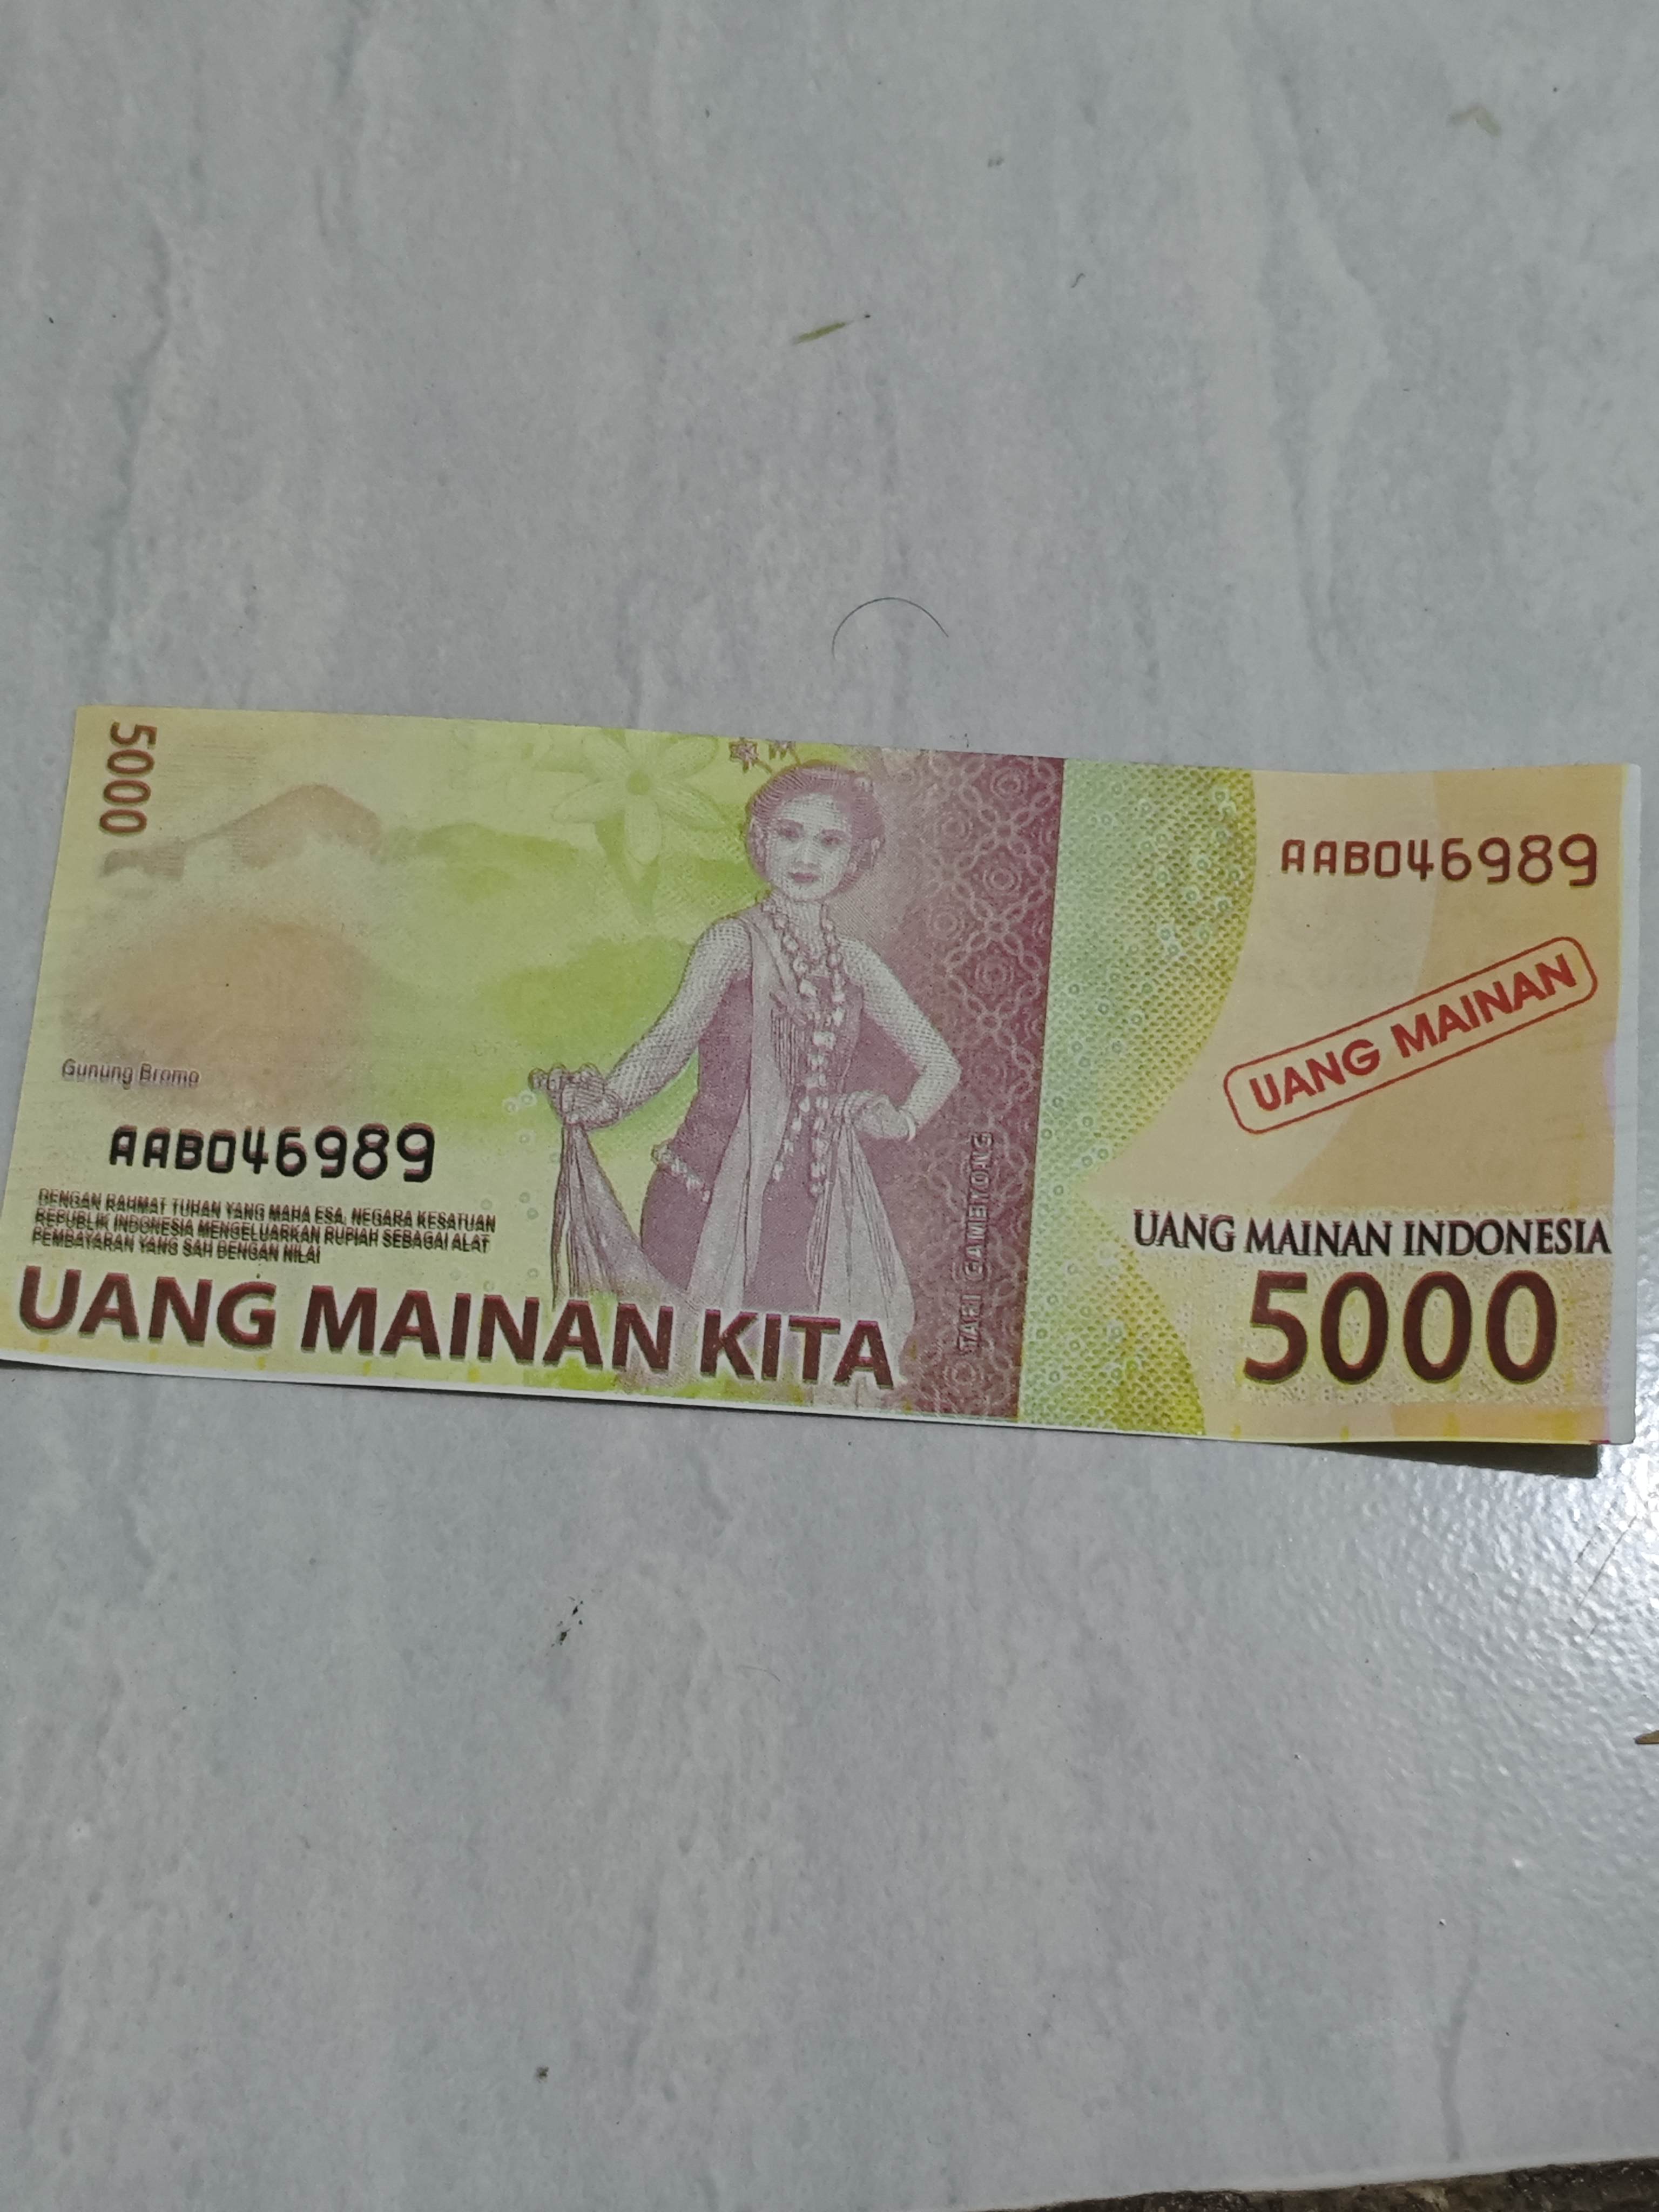 5000
AAB046989
UANG MAINAN
Gunung Bromo
AAB046989
DENGAN RAHMAT TUHAN YANG MAHA ESA, NEGARA KESATUAN
REPUBLIK INDONESIA MENGELUARKAN RUPIAH SEBAGAI ALAT
PEMBAYARAN YANG SAH DENGAN NILAI
UANG MAINAN KITA
TARI GAMBYONG
UANG MAINAN INDONESIA
5000